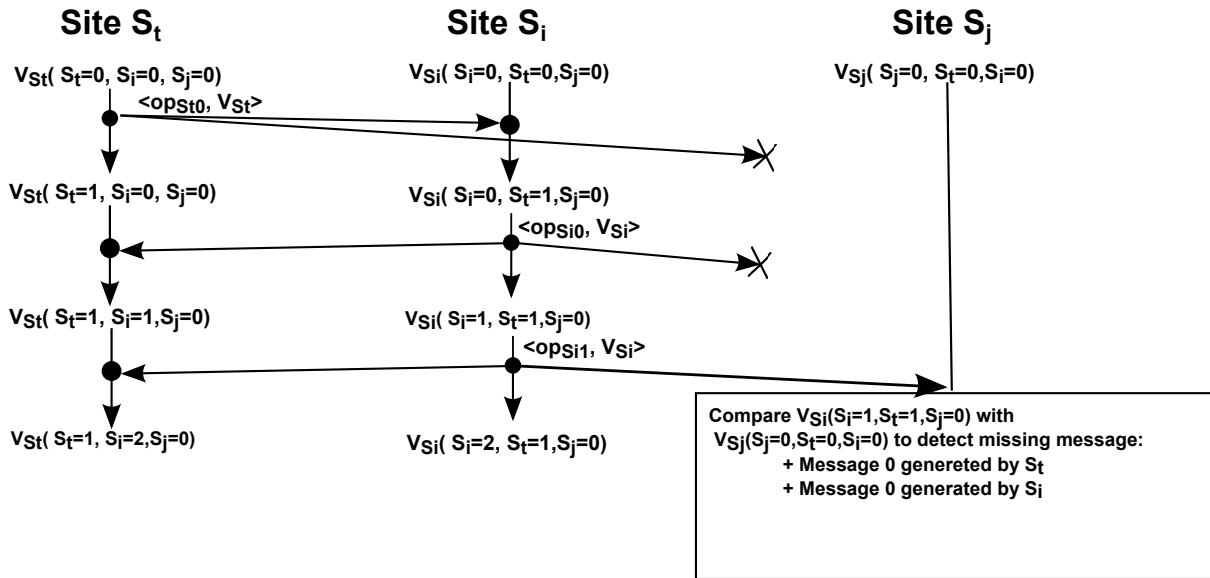 Site St Site Si Site Sj
VSt( St=0, Si=0, Sj=0) VSi( Si=0, St=0,Sj=0) VSj( Sj=0, St=0,Si=0)
<opSt0, VSt>
VSt( St=1, Si=0, Sj=0) VSi( Si=0, St=1,Sj=0)
<opSi0, VSi>
VSt( St=1, Si=1,Sj=0) VSi( Si=1, St=1,Sj=0)
<opSi1, VSi>
VSt( St=1, Si=2,Sj=0) VSi( Si=2, St=1,Sj=0)
Compare VSi(Si=1,St=1,Sj=0) with
VSj(Sj=0,St=0,Si=0) to detect missing message:
+ Message 0 genereted by St
+ Message 0 generated by Si